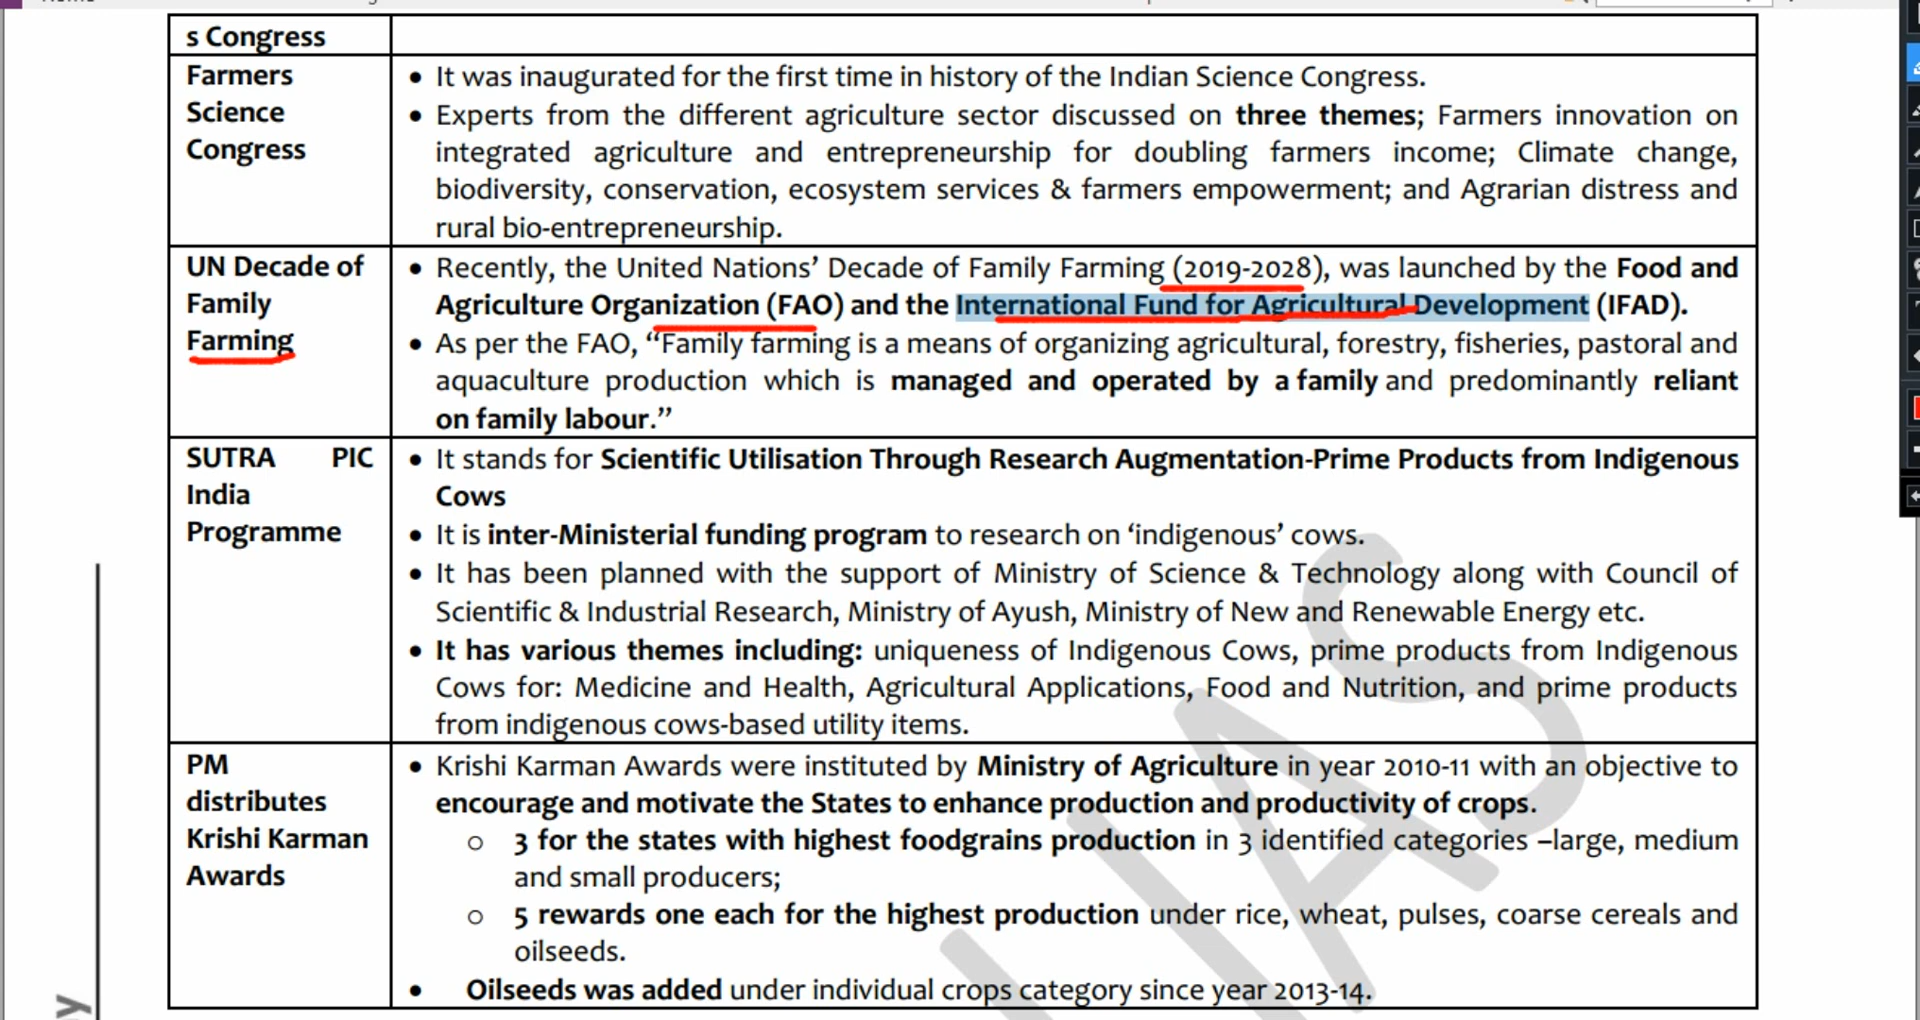 s Congress
Farmers
Science
Congress
• It was inaugurated for the first time in history of the Indian Science Congress.
• Experts from the different agriculture sector discussed on three themes; Farmers innovation on
integrated agriculture and entrepreneurship for doubling farmers income; Climate change,
biodiversity, conservation, ecosystem services & farmers empowerment; and Agrarian distress and
rural bio-entrepreneurship.
UN Decade of
Family
Farming
• Recently, the United Nations’ Decade of Family Farming (2019-2028), was launched by the Food and
Agriculture Organization (FAO) and the International Fund for Agricultural Development (IFAD).
• As per the FAO, “Family farming is a means of organizing agricultural, forestry, fisheries, pastoral and
aquaculture production which is managed and operated by a family and predominantly reliant
on family labour.”
SUTRA PIC
India
Programme
• It stands for Scientific Utilisation Through Research Augmentation-Prime Products from Indigenous
Cows
• It is inter-Ministerial funding program to research on ‘indigenous’ cows.
• It has been planned with the support of Ministry of Science & Technology along with Council of
Scientific & Industrial Research, Ministry of Ayush, Ministry of New and Renewable Energy etc.
• It has various themes including: uniqueness of Indigenous Cows, prime products from Indigenous
Cows for: Medicine and Health, Agricultural Applications, Food and Nutrition, and prime products
from indigenous cows-based utility items.
PM
distributes
Krishi Karman
Awards
• Krishi Karman Awards were instituted by Ministry of Agriculture in year 2010-11 with an objective to
encourage and motivate the States to enhance production and productivity of crops.
o 3 for the states with highest foodgrains production in 3 identified categories –large, medium
and small producers;
o 5 rewards one each for the highest production under rice, wheat, pulses, coarse cereals and
oilseeds.
• Oilseeds was added under individual crops category since year 2013-14.
IAS